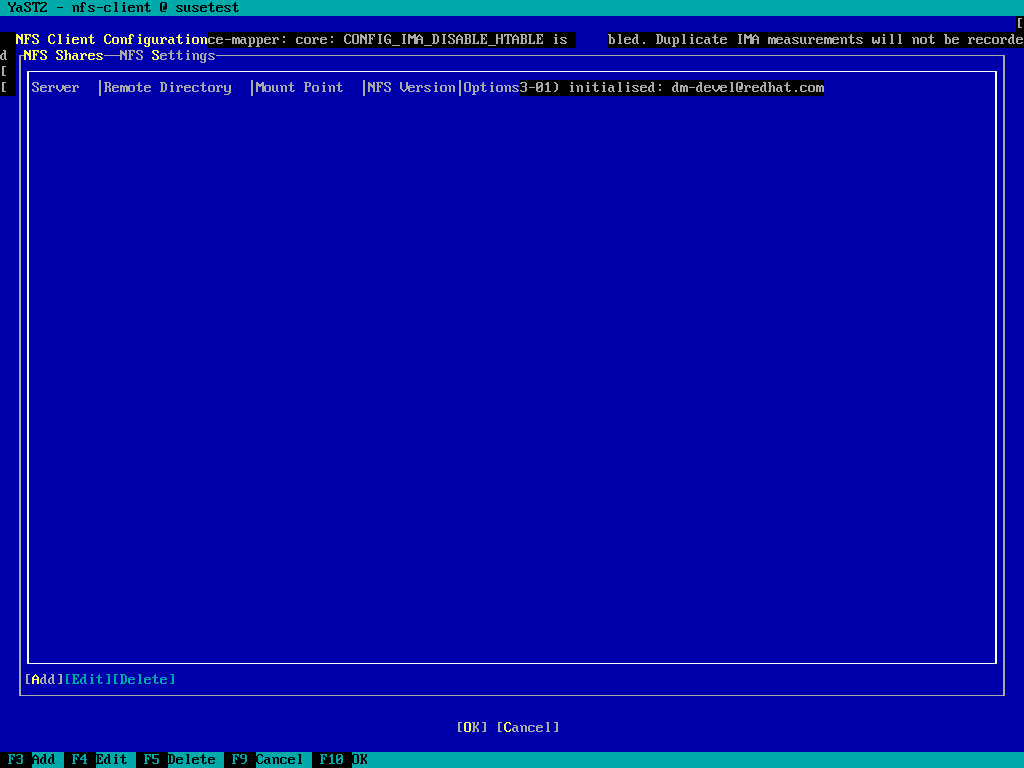 YaST2 - nfs-client @ susetest
[
NFS Client Configurationce-mapper: core: CONFIG_IMA_DISABLE_HTABLE is bled. Duplicate IMA measurements will not be recorde
d NFS Shares NFS Settings
[
[ Server |Remote Directory |Mount Point |NFS Version|Options3-01) initialised: dm-devel@redhat.com
[Add][Edit][Delete]
[OK] [Cancel]
F3 Add F4 Edit F5 Delete F9 Cancel F10 OK